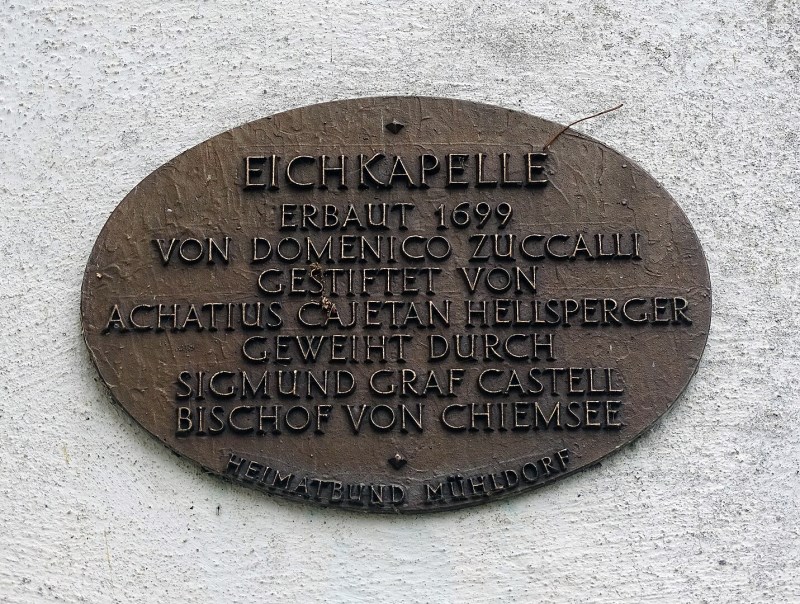 EICHKAPELLE
ERBAUT 1699
VON DOMENICO ZUCCALLI
GESTIFTET VON
ACHATIUS CAJETAN HELLSPERGER
GEWEIHT DURCH
SIGMUND GRAF CASTELL
BISCHOF VON CHIEMSEE
HEIMATBUND MÜHLDORF